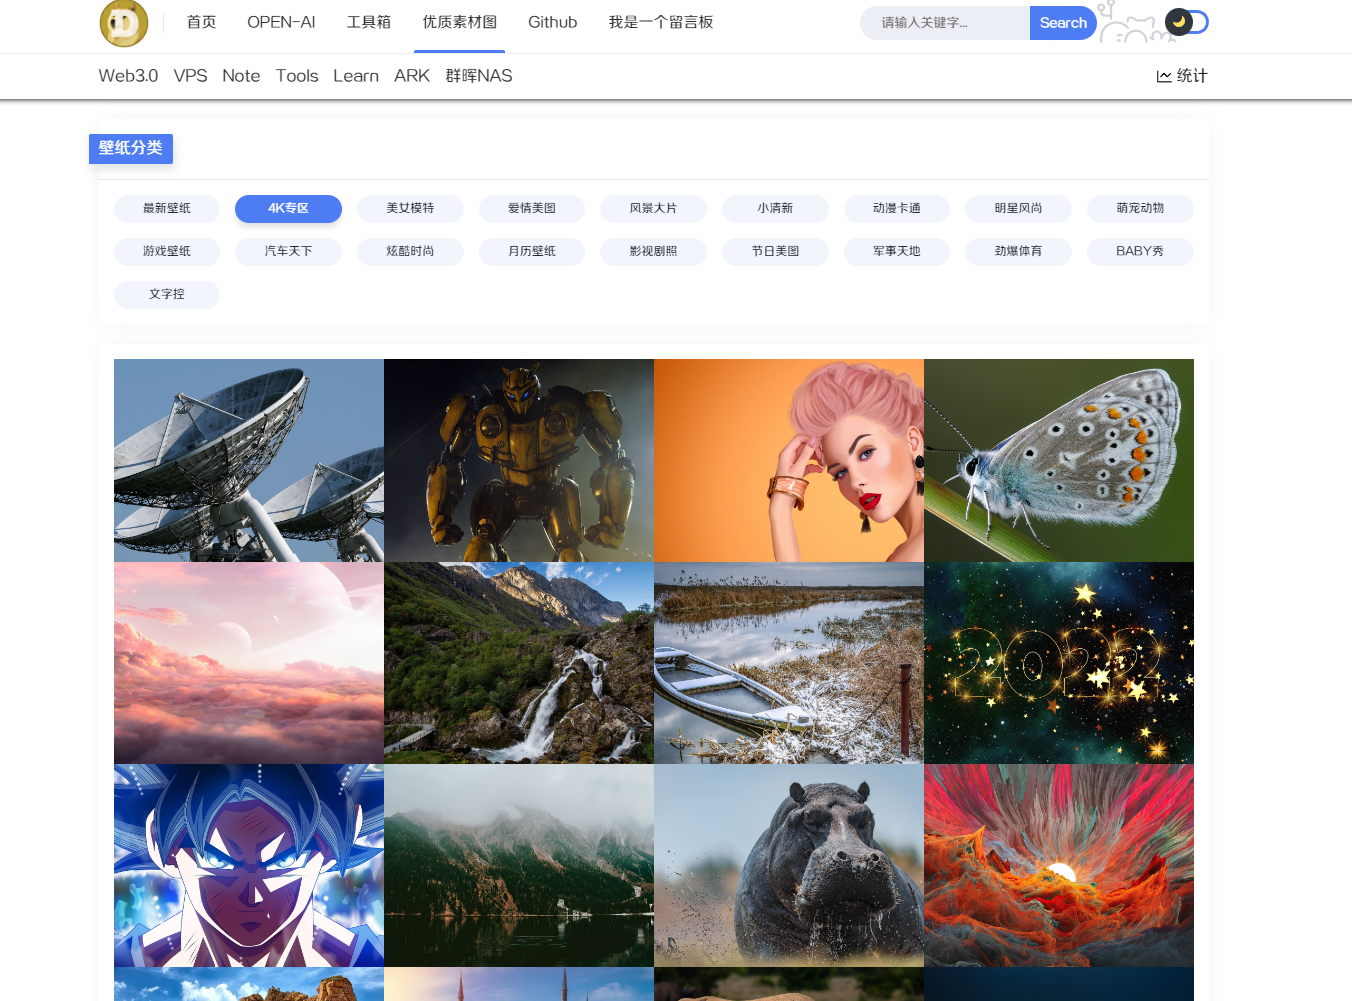 首页 OPEN-AI 工具箱 优质素材图 Github 我是一个留言板 请输入关键字... Search
Web3.0 VPS Note Tools Learn ARK 群晖NAS 统计
壁纸分类
最新壁纸 4K专区 美女模特 爱情美图 风景大片 小清新 动漫卡通 明星风尚 萌宠动物
游戏壁纸 汽车天下 炫酷时尚 月历壁纸 影视剧照 节日美图 军事天地 劲爆体育 BABY秀
文字控
2022